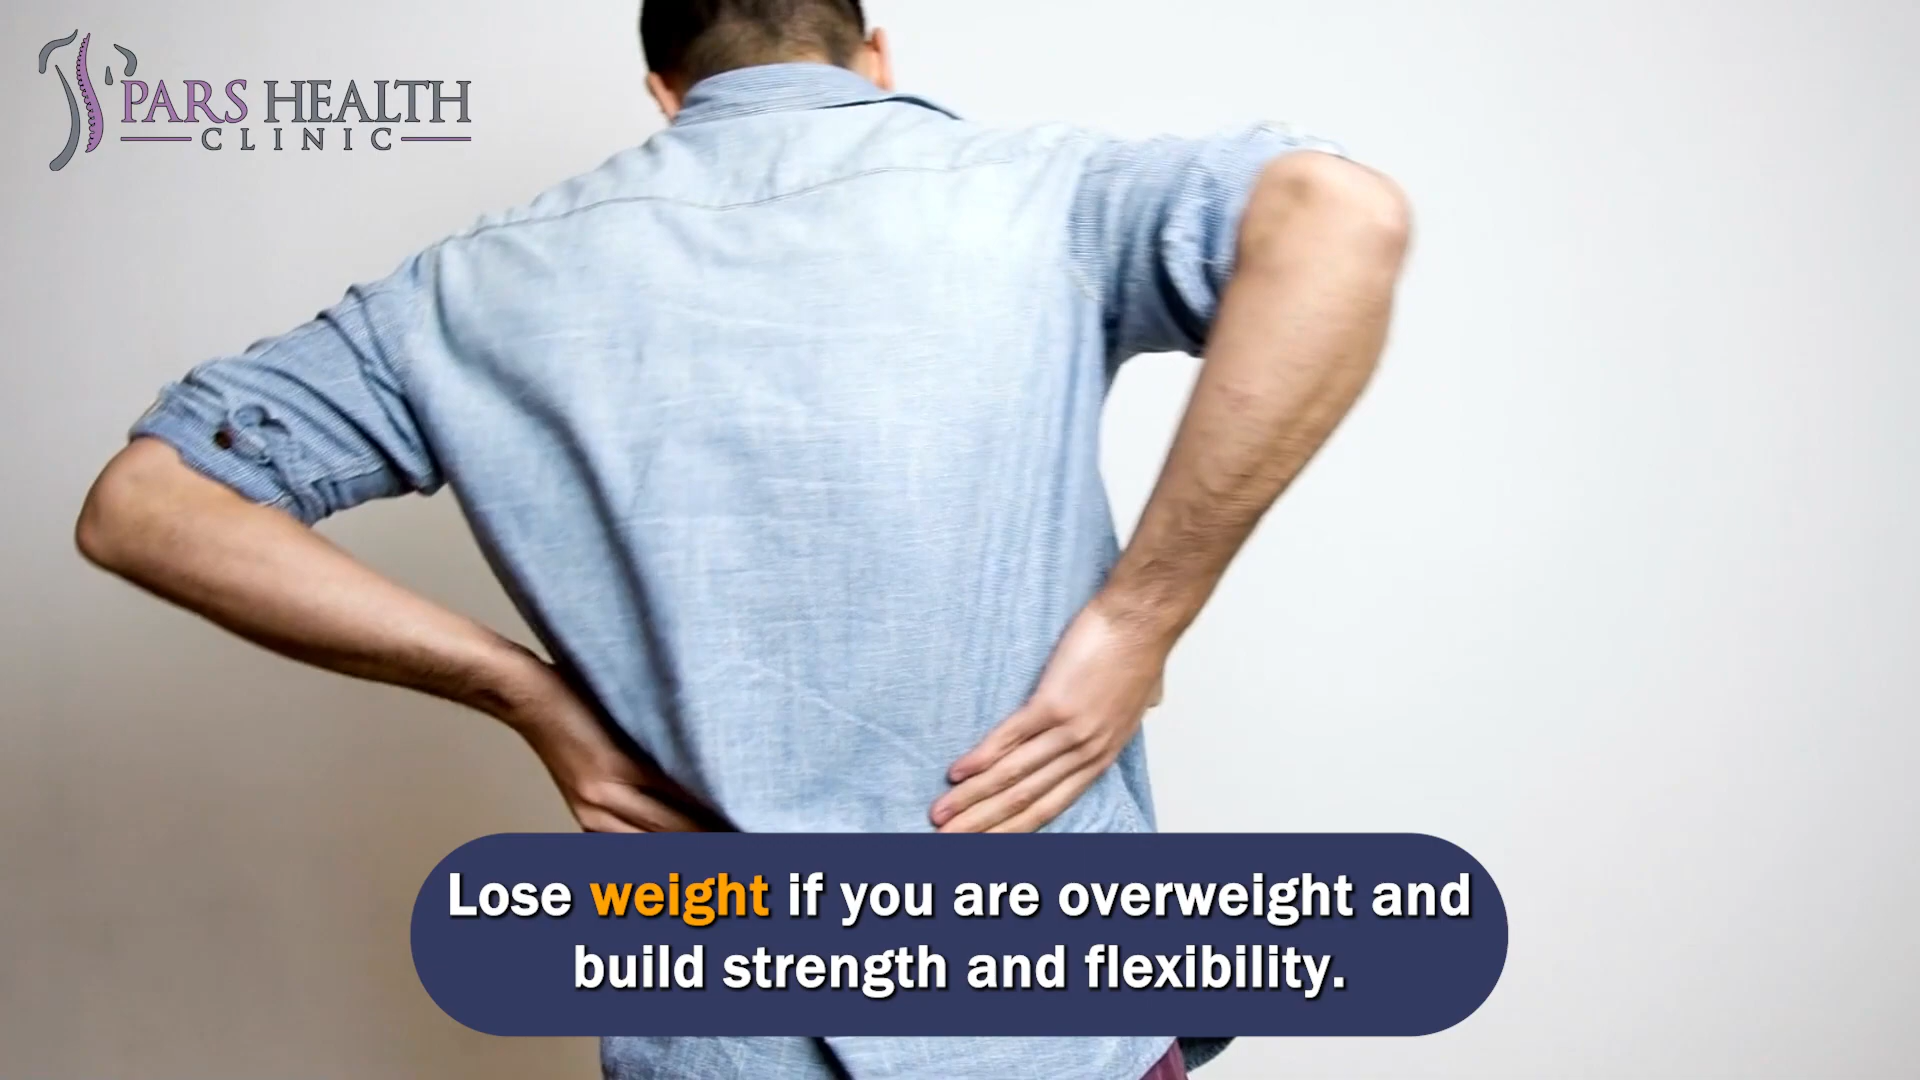 PARS HEALTH
CLINIC
Lose weight if you are overweight and
build strength and flexibility.